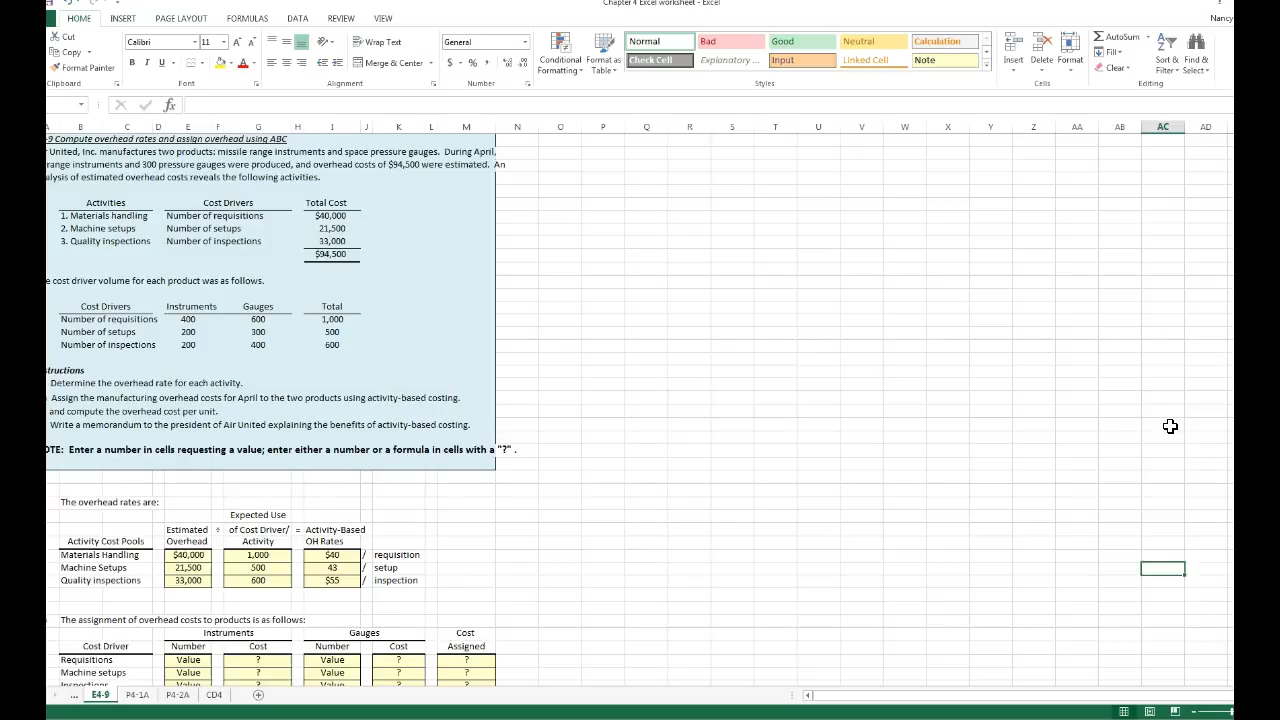 Chapter 4 Excel worksheet - Excel
?
HOME INSERT PAGE LAYOUT FORMULAS DATA REVIEW VIEW Nancy
Cut
Copy
Format Painter
Clipboard
Calibri 11
B I U
Font
Wrap Text
Merge & Center
Alignment
General
$ % ,
Number
Conditional Formatting
Format as Table
Normal Bad Good Neutral Calculation
Check Cell Explanatory ... Input Linked Cell Note
Styles
Insert Delete Format
Cells
AutoSum
Fill
Clear
Sort & Filter
Find & Select
Editing
fx
A B C D E F G H I J K L M N O P Q R S T U V W X Y Z AA AB AC AD
-9 Compute overhead rates and assign overhead using ABC
r United, Inc. manufactures two products: missile range instruments and space pressure gauges. During April,
range instruments and 300 pressure gauges were produced, and overhead costs of $94,500 were estimated. An
alysis of estimated overhead costs reveals the following activities.
Activities Cost Drivers Total Cost
1. Materials handling Number of requisitions $40,000
2. Machine setups Number of setups 21,500
3. Quality inspections Number of inspections 33,000
$94,500
e cost driver volume for each product was as follows.
Cost Drivers Instruments Gauges Total
Number of requisitions 400 600 1,000
Number of setups 200 300 500
Number of inspections 200 400 600
structions
Determine the overhead rate for each activity.
Assign the manufacturing overhead costs for April to the two products using activity-based costing.
and compute the overhead cost per unit.
Write a memorandum to the president of Air United explaining the benefits of activity-based costing.
OTE: Enter a number in cells requesting a value; enter either a number or a formula in cells with a "?" .
The overhead rates are:
Expected Use
Estimated ÷ of Cost Driver/ = Activity-Based
Activity Cost Pools Overhead Activity OH Rates
Materials Handling $40,000 1,000 $40 / requisition
Machine Setups 21,500 500 43 / setup
Quality inspections 33,000 600 $55 / inspection
The assignment of overhead costs to products is as follows:
Instruments Gauges Cost
Cost Driver Number Cost Number Cost Assigned
Requisitions Value ? Value ? ?
Machine setups Value ? Value ? ?
Inspections Value ? Value ? ?
... E4-9 P4-1A P4-2A CD4